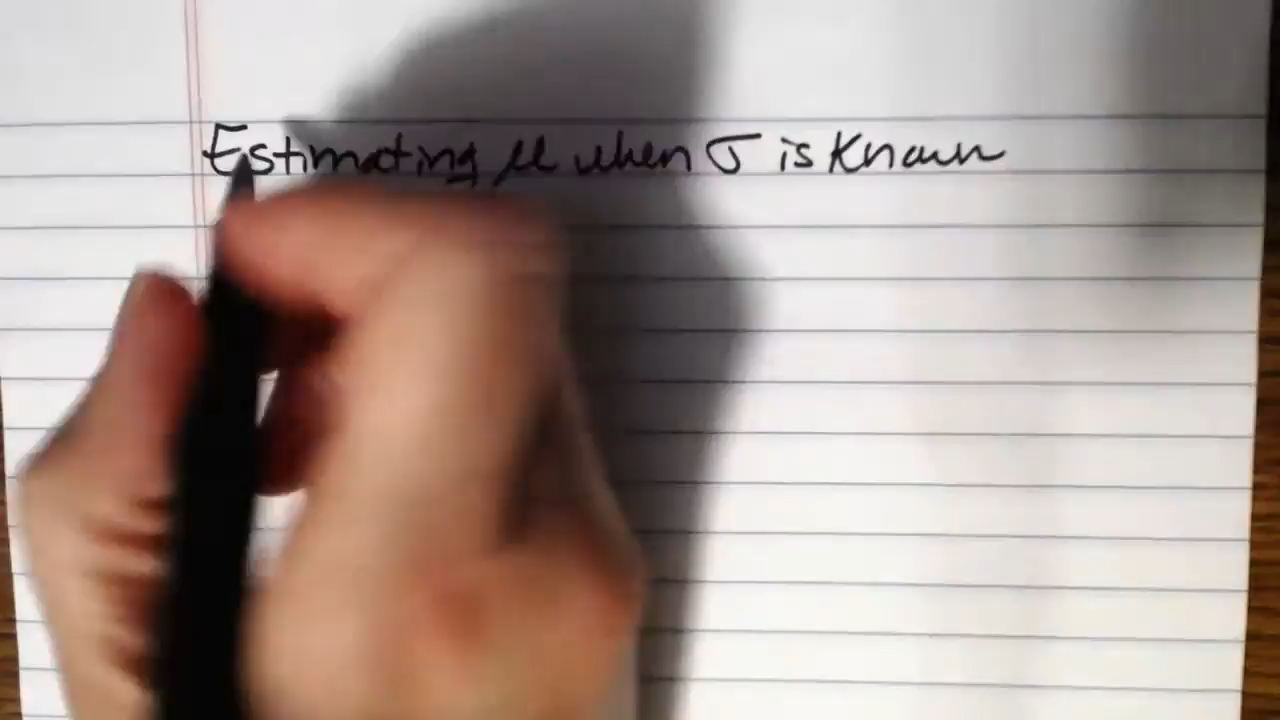 Estimating μ when σ is known